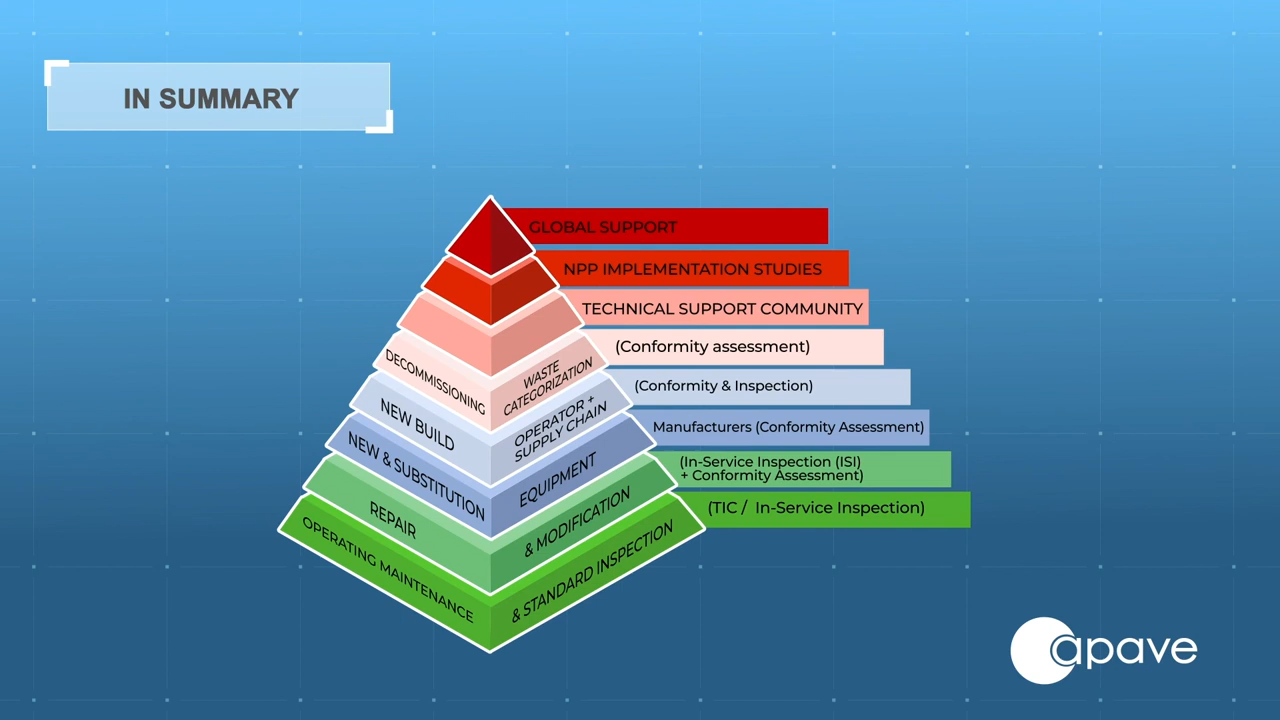 IN SUMMARY
GLOBAL SUPPORT
NPP IMPLEMENTATION STUDIES
TECHNICAL SUPPORT COMMUNITY
DECOMMISSIONING
WASTE
CATEGORIZATION
(Conformity assessment)
NEW BUILD
OPERATOR +
SUPPLY CHAIN
(Conformity & Inspection)
NEW & SUBSTITUTION
EQUIPMENT
Manufacturers (Conformity Assessment)
REPAIR
& MODIFICATION
(In-Service Inspection (ISI)
+ Conformity Assessment)
OPERATING MAINTENANCE
& STANDARD INSPECTION
(TIC / In-Service Inspection)
apave